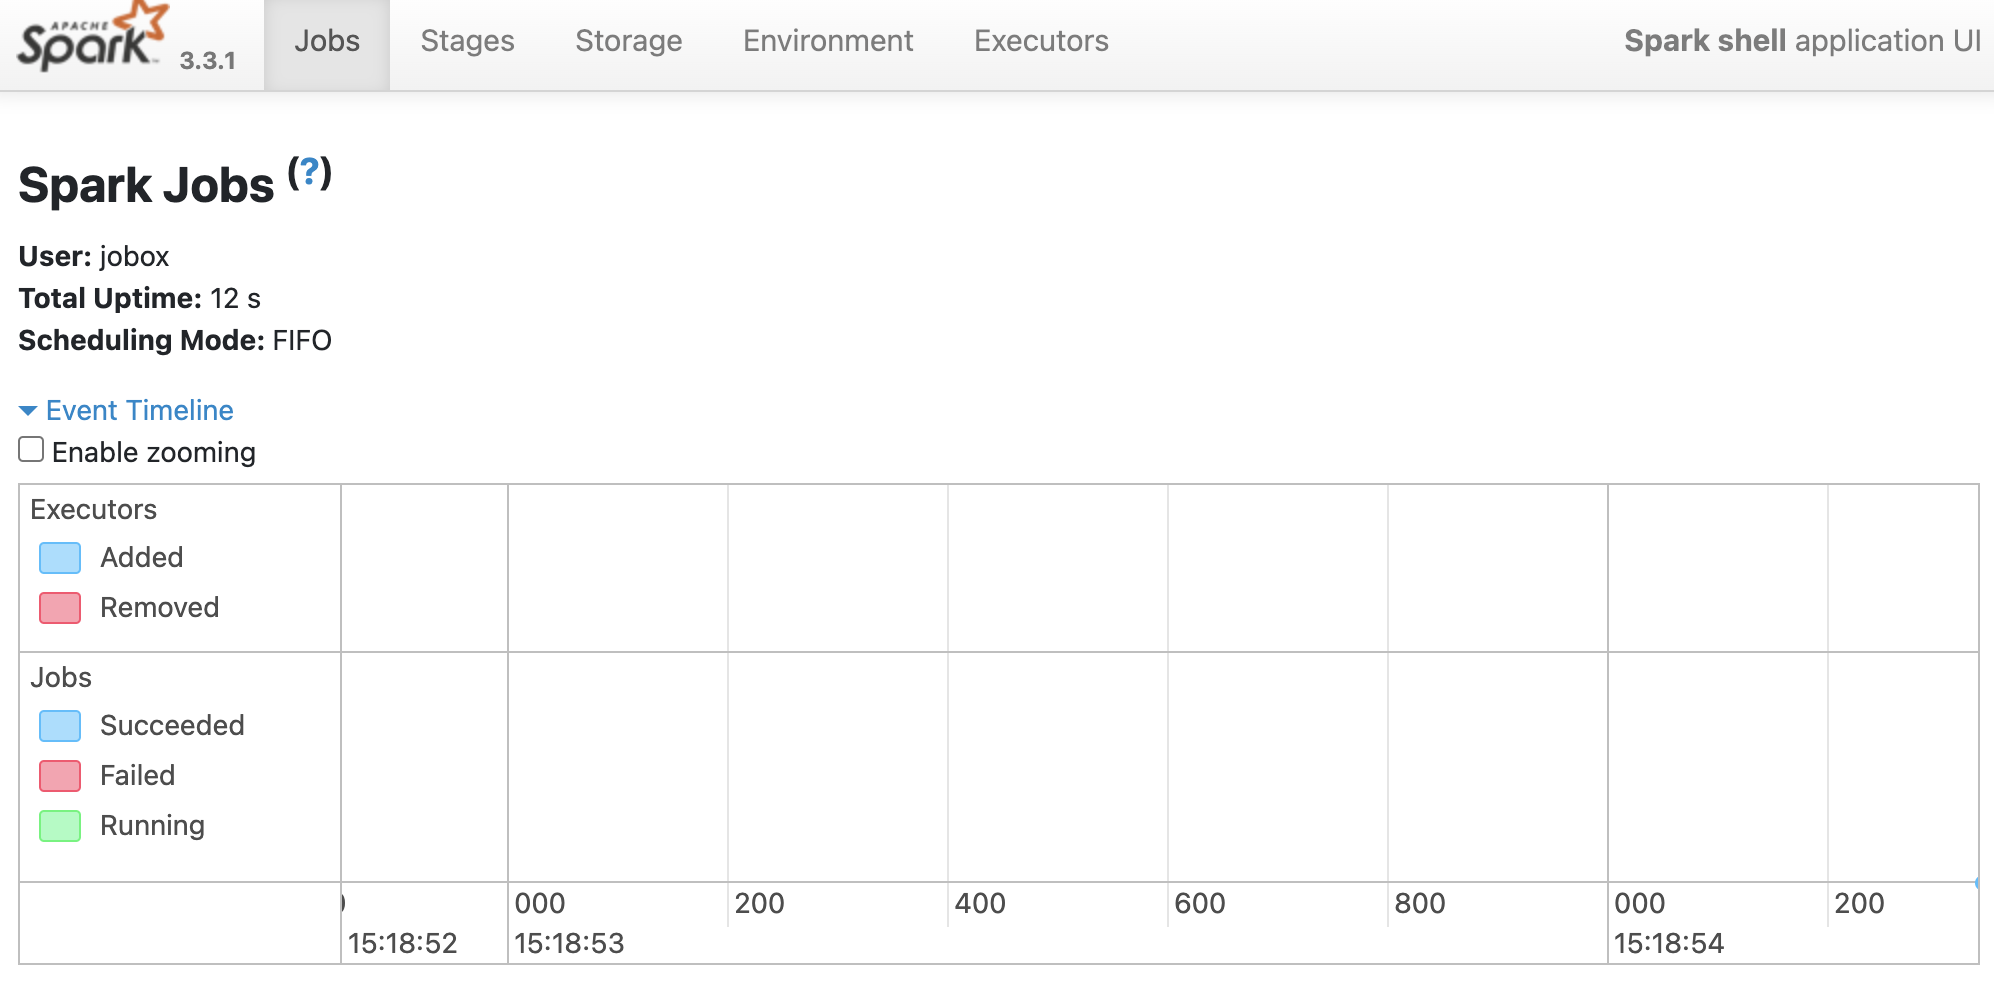 APACHE
Spark™ 3.3.1 Jobs Stages Storage Environment Executors Spark shell application UI
Spark Jobs (?)
User: jobox
Total Uptime: 12 s
Scheduling Mode: FIFO
Event Timeline
Enable zooming
Executors
Added
Removed
Jobs
Succeeded
Failed
Running
000 200 400 600 800 000 200
15:18:52 15:18:53 15:18:54